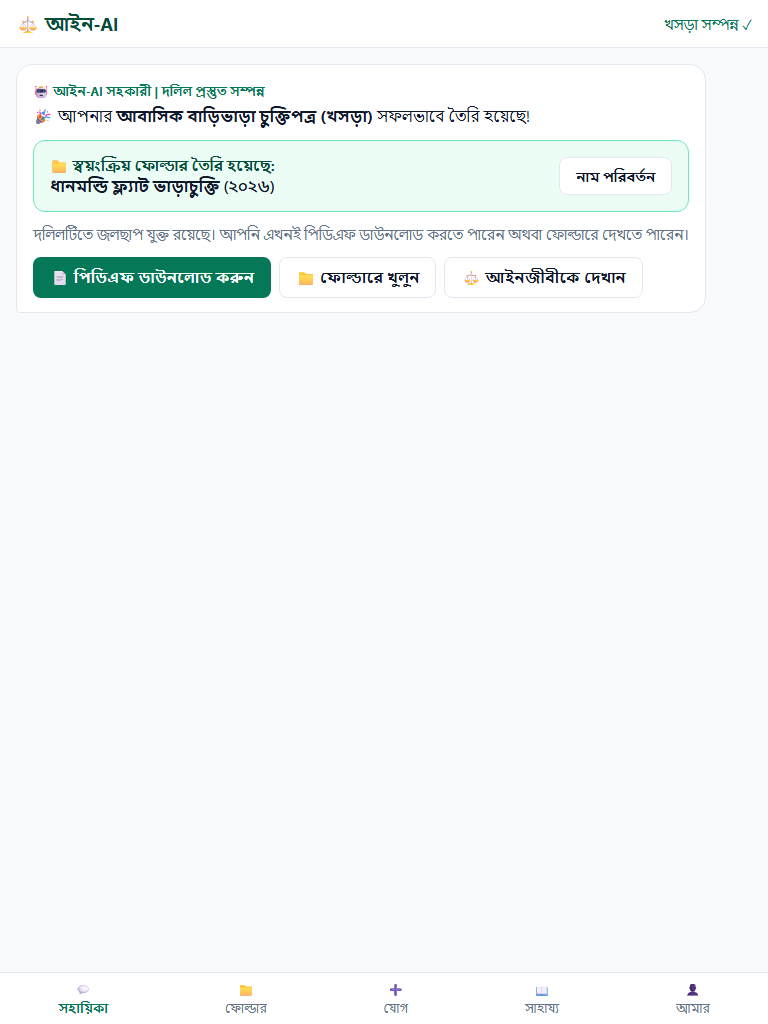 ⚖️ আইন-AI
খসড়া সম্পন্ন ✓
🤖 আইন-AI সহকারী | দলিল প্রস্তুত সম্পন্ন
🎉 আপনার আবাসিক বাড়িভাড়া চুক্তিপত্র (খসড়া) সফলভাবে তৈরি হয়েছে!
📁 স্বয়ংক্রিয় ফোল্ডার তৈরি হয়েছে:
ধানমন্ডি ফ্ল্যাট ভাড়াচুক্তি (২০২৬)
নাম পরিবর্তন
দলিলটিতে জলছাপ যুক্ত রয়েছে। আপনি এখনই পিডিএফ ডাউনলোড করতে পারেন অথবা ফোল্ডারে দেখতে পারেন।
📄 পিডিএফ ডাউনলোড করুন
📁 ফোল্ডারে খুলুন
⚖️ আইনজীবীকে দেখান
💬 সহায়িকা
📁 ফোল্ডার
➕ যোগ
📖 সাহায্য
👤 আমার